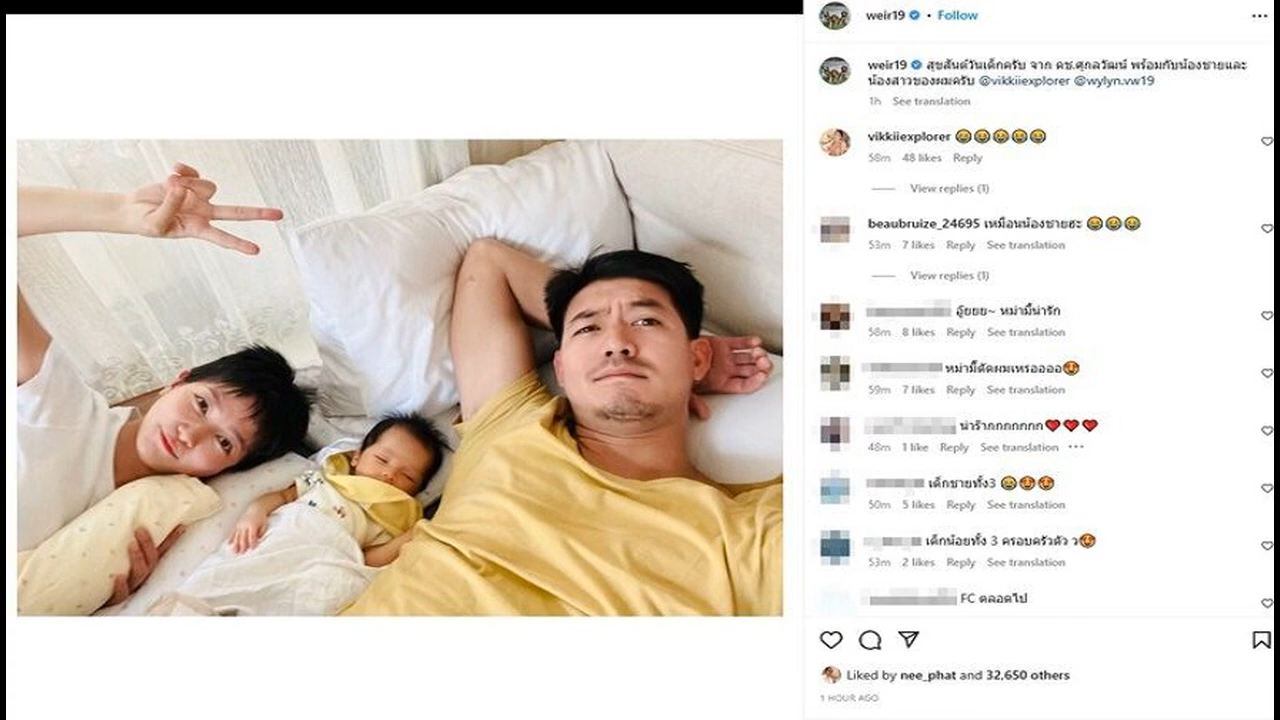 weir19 • Follow
weir19 สุขสันต์วันเด็กครับ จาก ดช.ศุกลวัฒน์ พร้อมกับน้องชายและ
น้องสาวของผมครับ @vikkiiexplorer @wylyn.vw19
1h See translation
vikkiiexplorer 😂😂😂😂😂
58m 48 likes Reply
View replies (1)
beaubruize_24695 เหมือนน้องชายฮะ 😂😂😂
53m 7 likes Reply See translation
View replies (1)
อุ๊ยยย~ หม่ามี๊น่ารัก
58m 8 likes Reply See translation
หม่ามี๊ตัดผมเหรออออ🤩
59m 7 likes Reply See translation
น่าร๊ากกกกกกก❤️❤️❤️
48m 1 like Reply See translation
เด็กชายทั้ง3 😂🤩🤩
50m 5 likes Reply See translation
เด็กน้อยทั้ง 3 ครอบครัวตัว ว🤩
53m 2 likes Reply See translation
FC ตลอดไป
Liked by nee_phat and 32,650 others
1 HOUR AGO